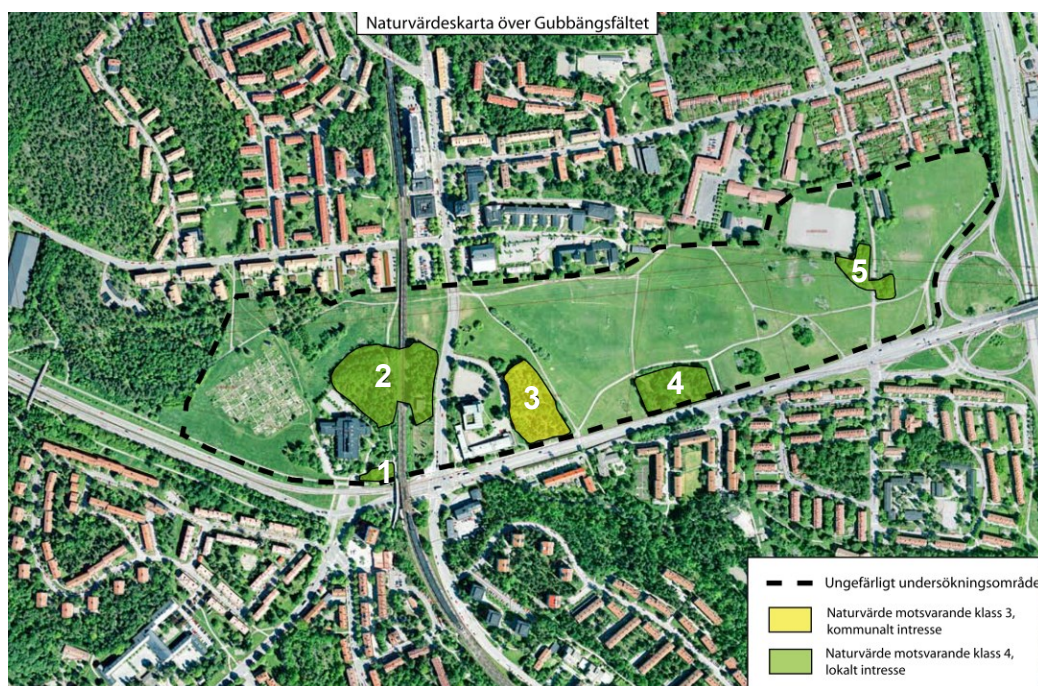 Naturvärdeskarta över Gubbängsfältet
5
2
3
4
1
Ungefärligt undersökningsområde
Naturvärde motsvarande klass 3,
kommunalt intresse
Naturvärde motsvarande klass 4,
lokalt intresse